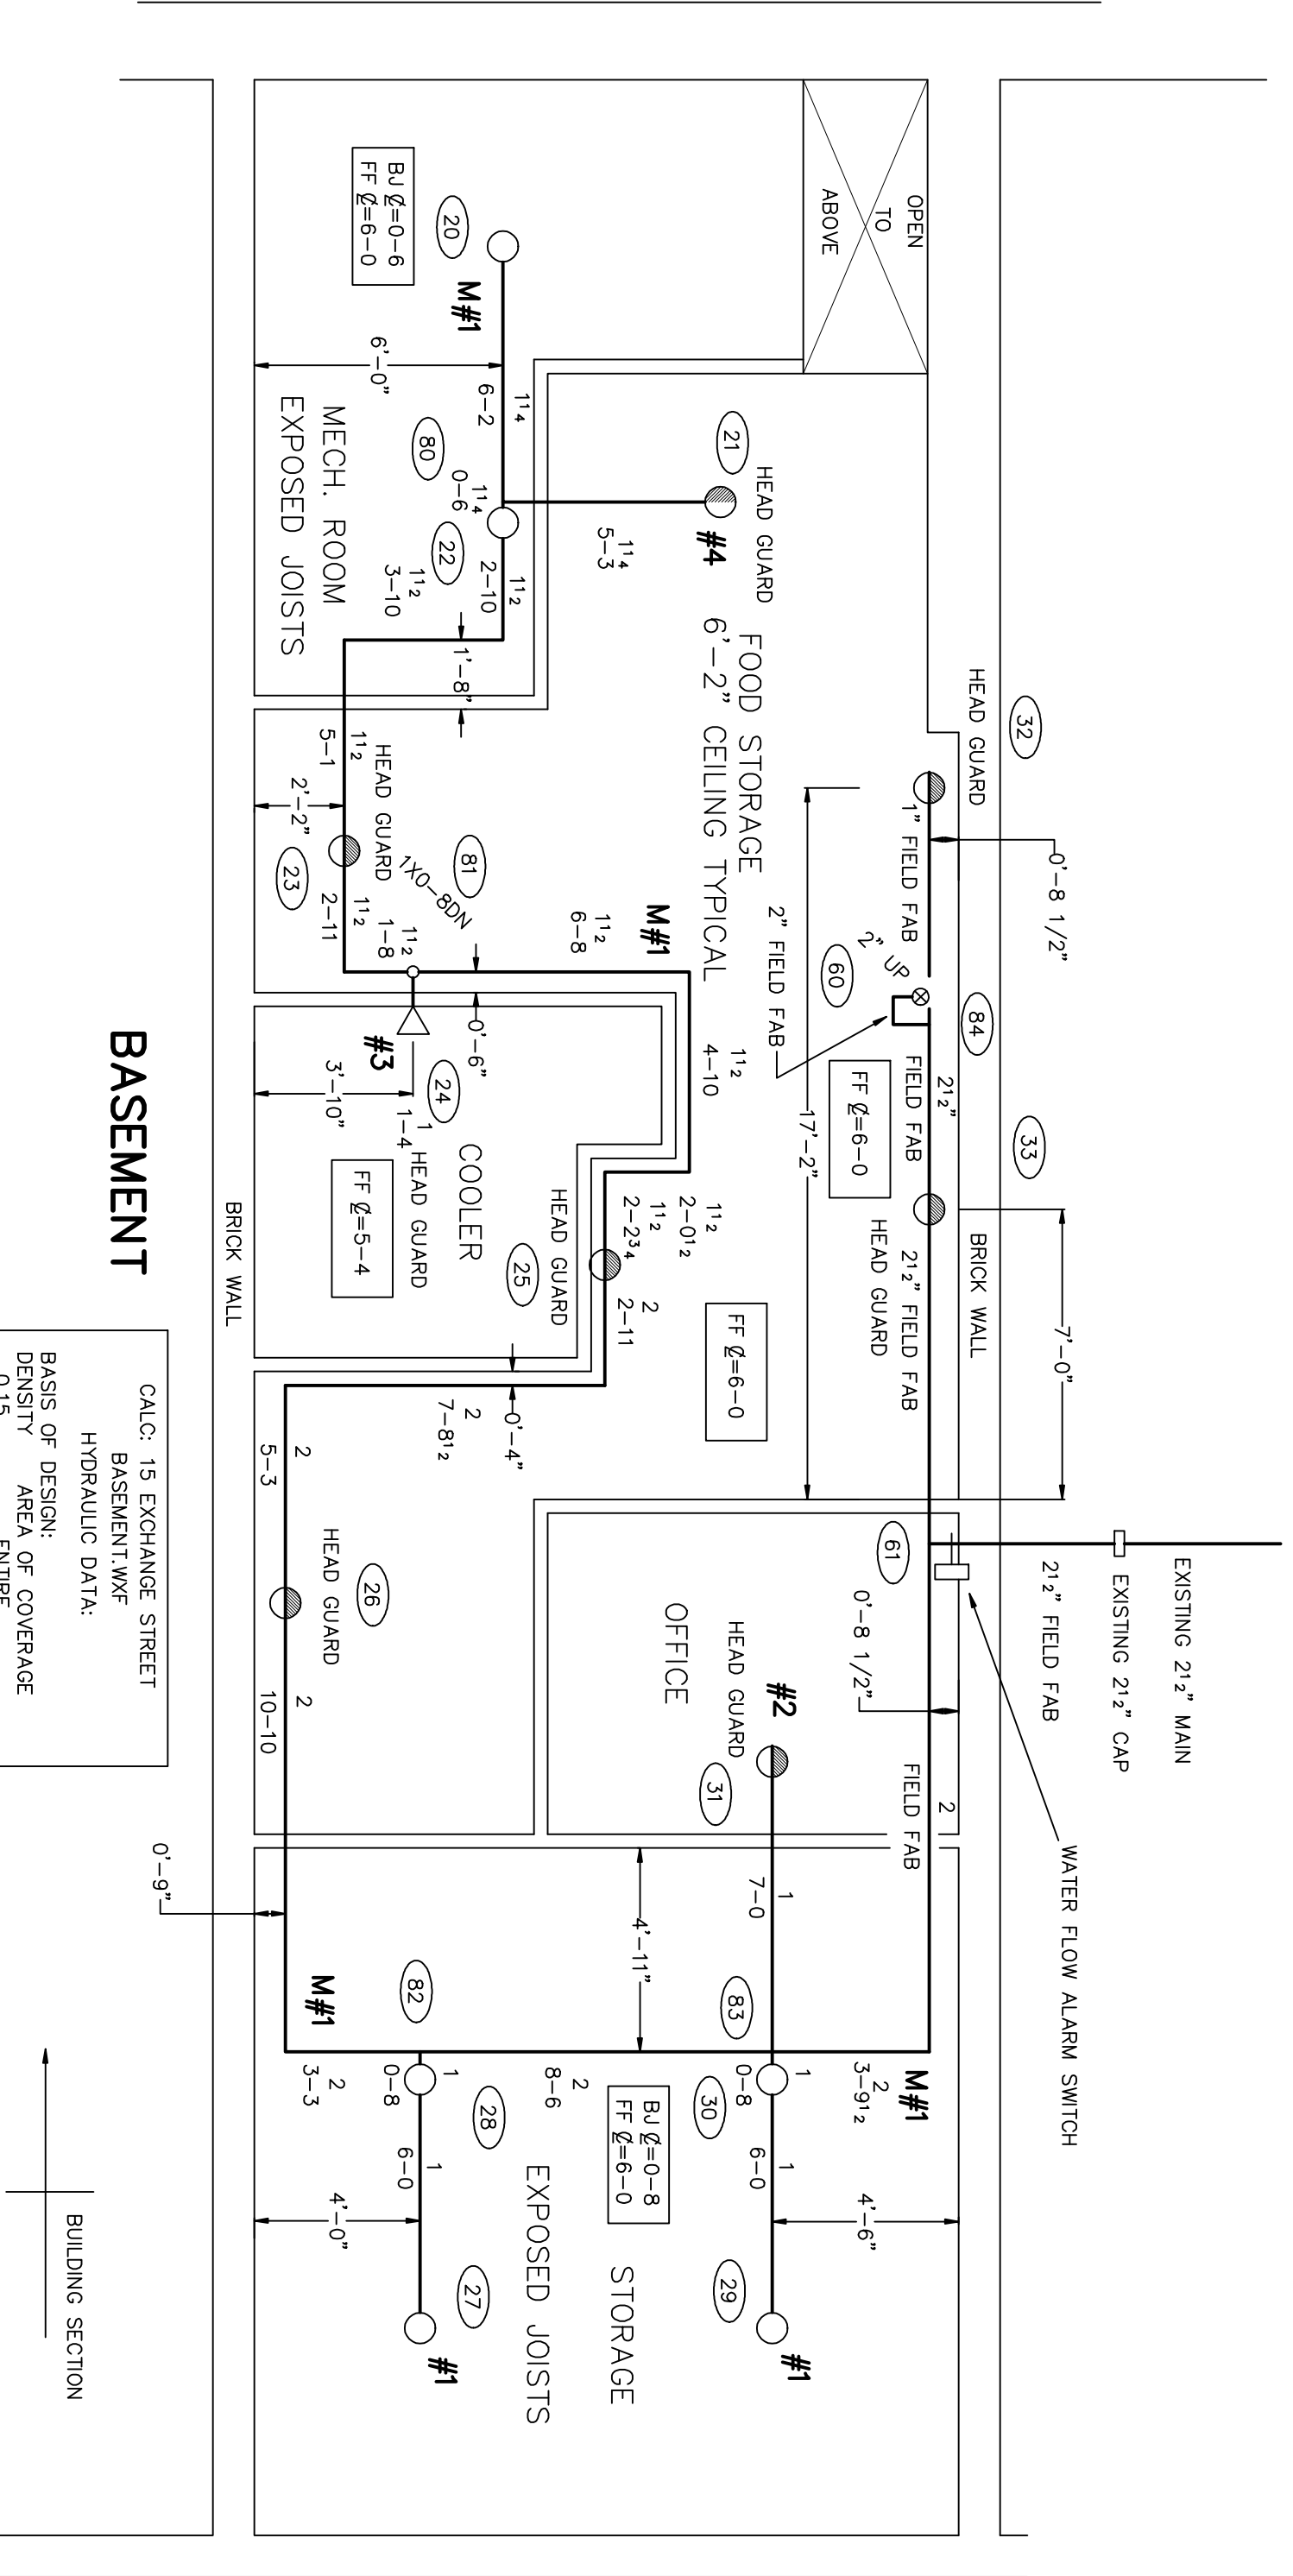 EXISTING 2½" MAIN
EXISTING 2½" CAP
2½" FIELD FAB
WATER FLOW ALARM SWITCH
7'-0"
0'-8 1/2"
32
33
HEAD GUARD
BRICK WALL
84
OPEN
TO
ABOVE
1" FIELD FAB
2" UP
60
2½"
FIELD FAB
2½" FIELD FAB
HEAD GUARD
FF ℄=6-0
61
0'-8 1/2"
2
FIELD FAB
M#1
2
3-9½
4'-6"
17'-2"
2" FIELD FAB
HEAD GUARD
21
#4
FOOD STORAGE
6'-2" CEILING TYPICAL
1¼
5-3
M#1
1½
6-8
1½
4-10
FF ℄=6-0
1½
2-0½
1½
2-2¾
2
2-11
HEAD GUARD
25
#2
HEAD GUARD
OFFICE
31
1
7-0
83
1
0-8
30
1
6-0
29
#1
4'-11"
BJ ℄=0-8
FF ℄=6-0
STORAGE
EXPOSED JOISTS
2
8-6
20
BJ ℄=0-6
FF ℄=6-0
M#1
6'-0"
1¼
6-2
80
1¼
0-6
22
1½
2-10
1½
3-10
1'-8"
MECH. ROOM
EXPOSED JOISTS
HEAD GUARD
1½
5-1
2'-2"
23
81
1X0-8DN
1½
2-11
1½
1-8
0'-6"
#3
24
3'-10"
1
1-4
COOLER
HEAD GUARD
FF ℄=5-4
0'-4"
2
7-8½
2
5-3
HEAD GUARD
26
2
10-10
82
M#1
1
0-8
28
2
3-3
1
6-0
27
#1
4'-0"
0'-9"
BRICK WALL
BASEMENT
CALC: 15 EXCHANGE STREET
BASEMENT.WXF
HYDRAULIC DATA:
BASIS OF DESIGN:
DENSITY AREA OF COVERAGE
0.15 ENTIRE
BUILDING SECTION